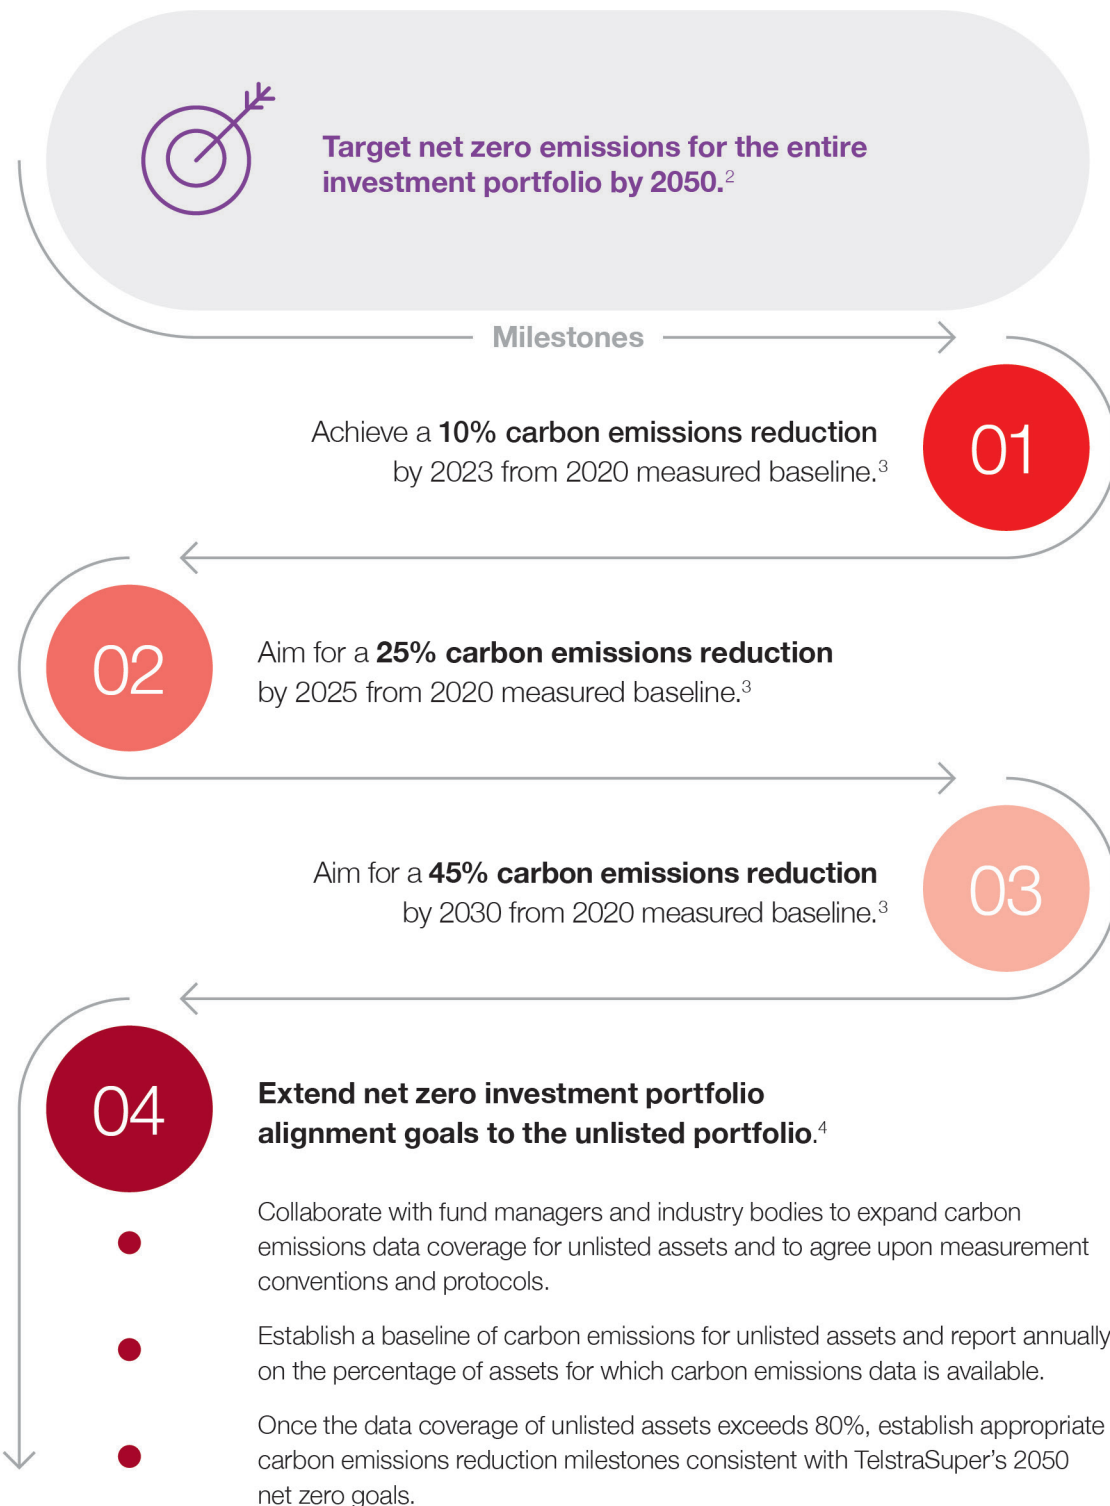 Target net zero emissions for the entire
investment portfolio by 2050.²
Milestones
Achieve a 10% carbon emissions reduction
by 2023 from 2020 measured baseline.³
01
02
Aim for a 25% carbon emissions reduction
by 2025 from 2020 measured baseline.³
Aim for a 45% carbon emissions reduction
by 2030 from 2020 measured baseline.³
03
04
Extend net zero investment portfolio
alignment goals to the unlisted portfolio.⁴
Collaborate with fund managers and industry bodies to expand carbon
emissions data coverage for unlisted assets and to agree upon measurement
conventions and protocols.
Establish a baseline of carbon emissions for unlisted assets and report annually
on the percentage of assets for which carbon emissions data is available.
Once the data coverage of unlisted assets exceeds 80%, establish appropriate
carbon emissions reduction milestones consistent with TelstraSuper’s 2050
net zero goals.